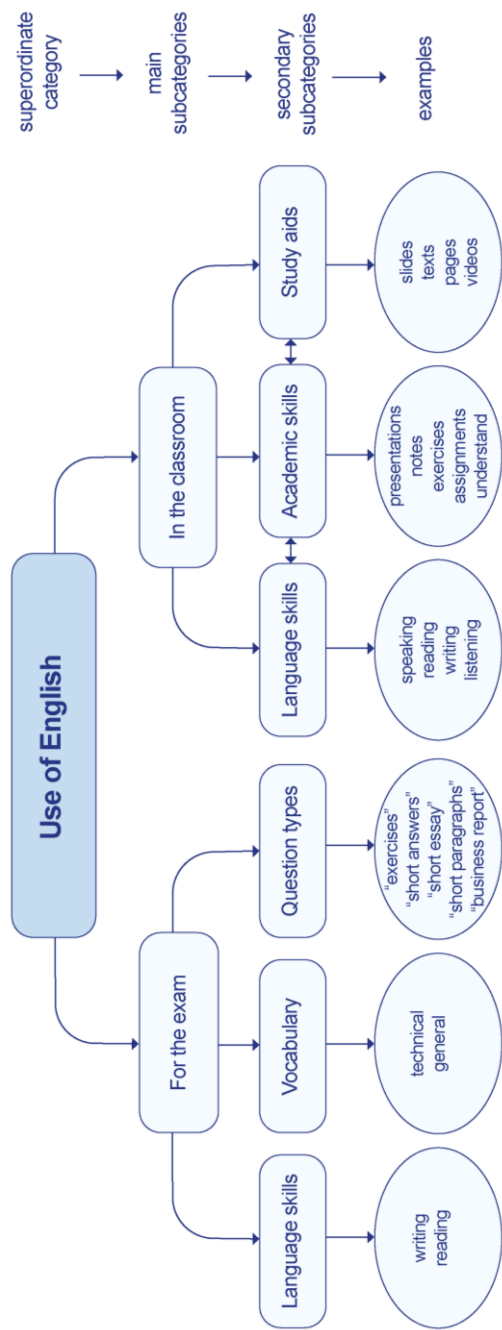 Use of English
superordinate
category
For the exam
In the classroom
main
subcategories
Language skills
Vocabulary
Question types
Language skills
Academic skills
Study aids
secondary
subcategories
writing
reading
technical
general
“exercises”
“short answers”
“short essay”
“short paragraphs”
“business report”
speaking
reading
writing
listening
presentations
notes
exercises
assignments
understand
slides
texts
pages
videos
examples